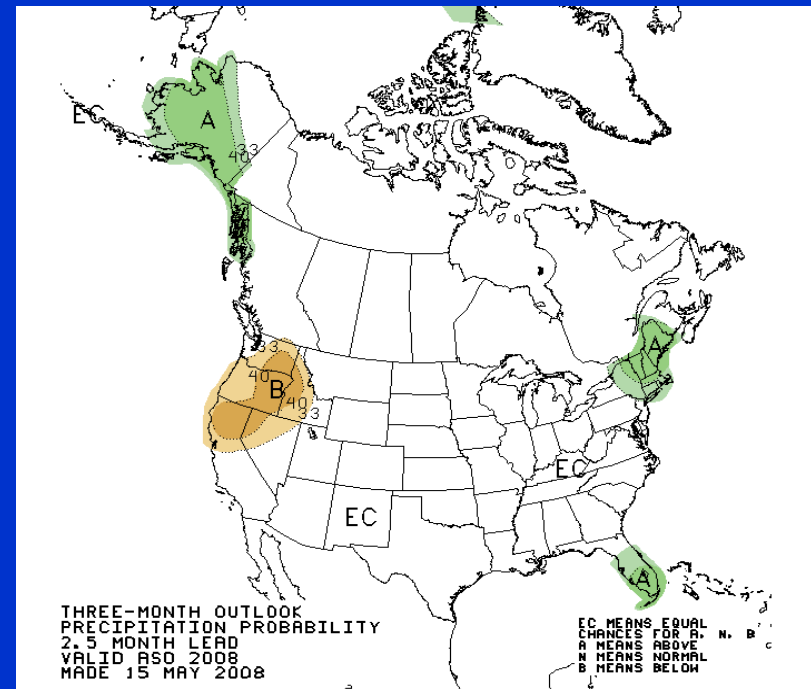 EC
A
33
40
33
40
B
40
33
A
EC
EC
A
THREE-MONTH OUTLOOK
PRECIPITATION PROBABILITY
2.5 MONTH LEAD
VALID ASO 2008
MADE 15 MAY 2008
EC MEANS EQUAL
CHANCES FOR A, N, B
A MEANS ABOVE
N MEANS NORMAL
B MEANS BELOW